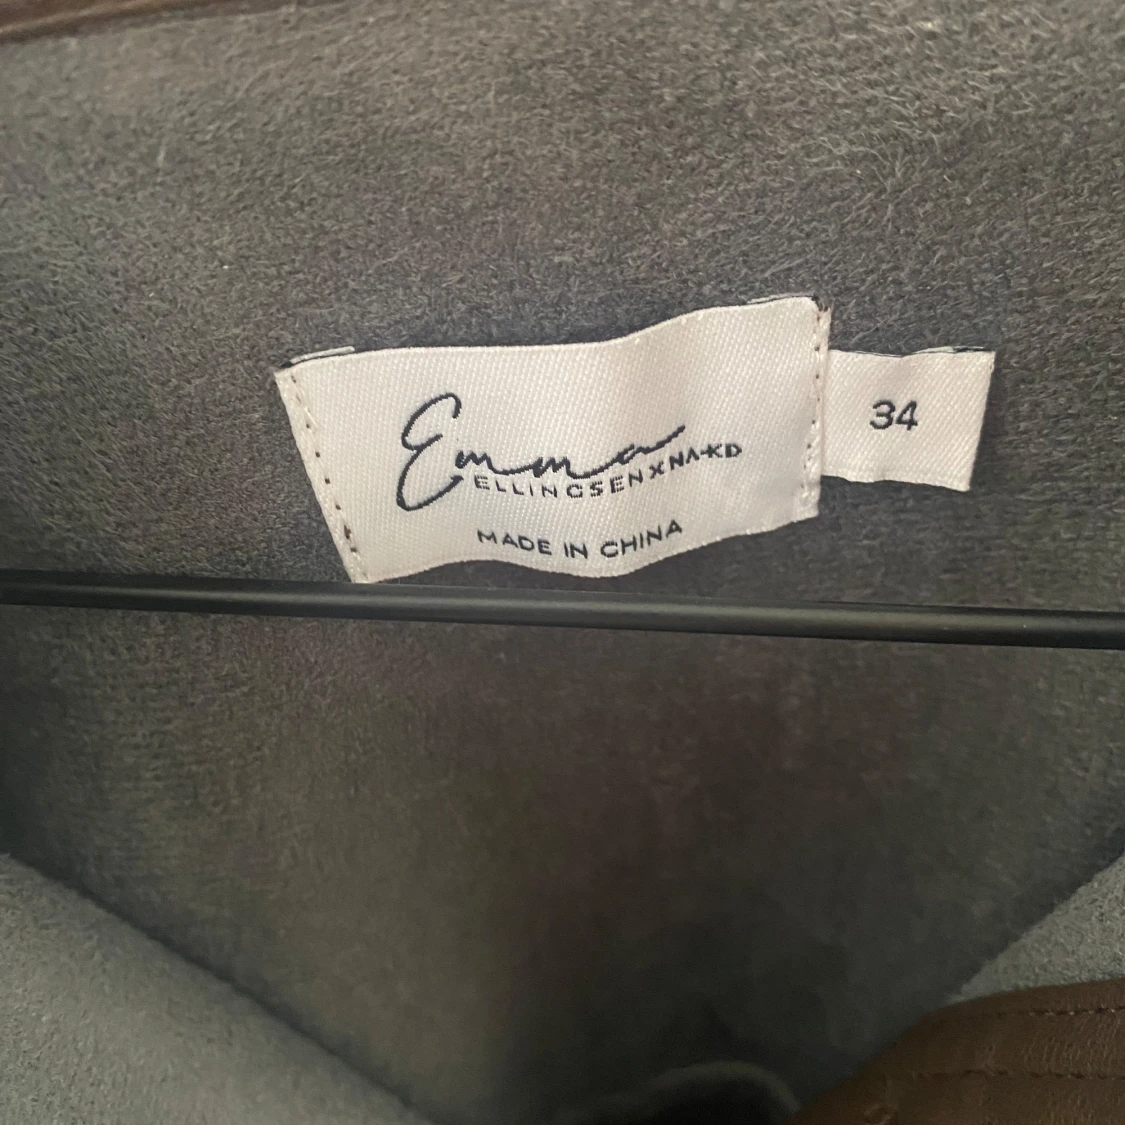 Emma
ELLINGSEN X NA-KD
MADE IN CHINA
34